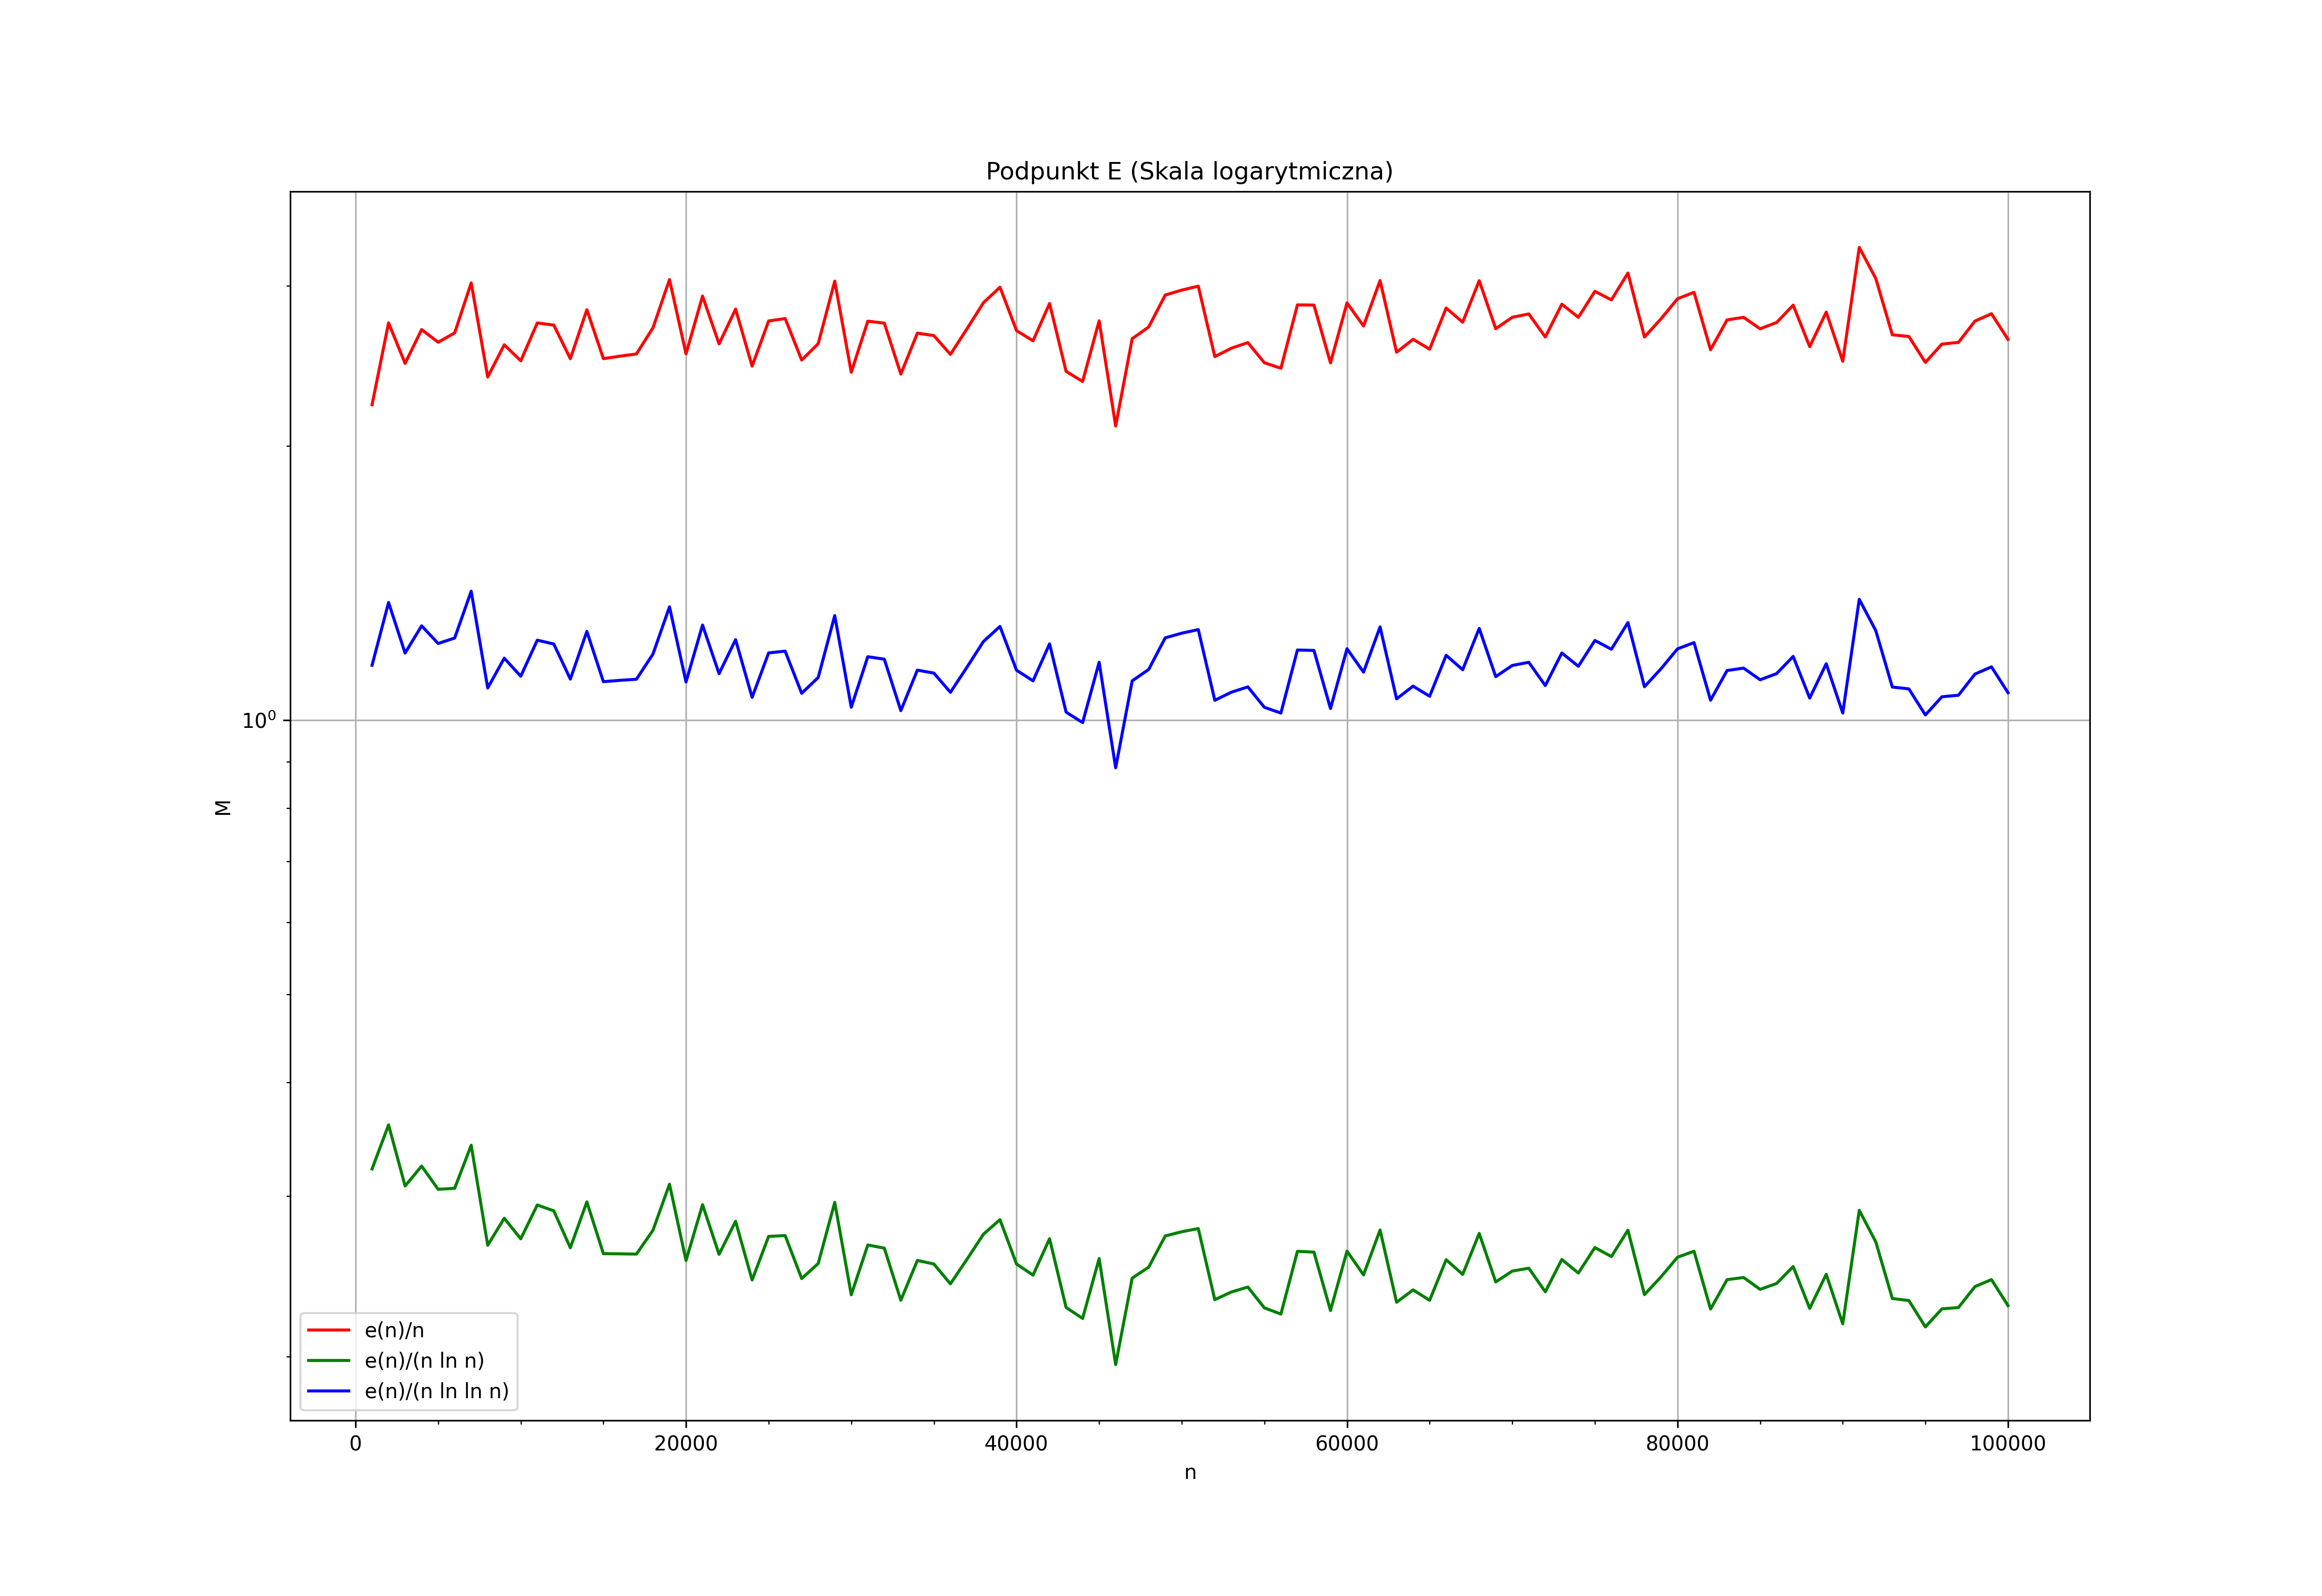 Podpunkt E (Skala logarytmiczna)
10⁰
M
e(n)/n
e(n)/(n ln n)
e(n)/(n ln ln n)
0 20000 40000 60000 80000 100000
n